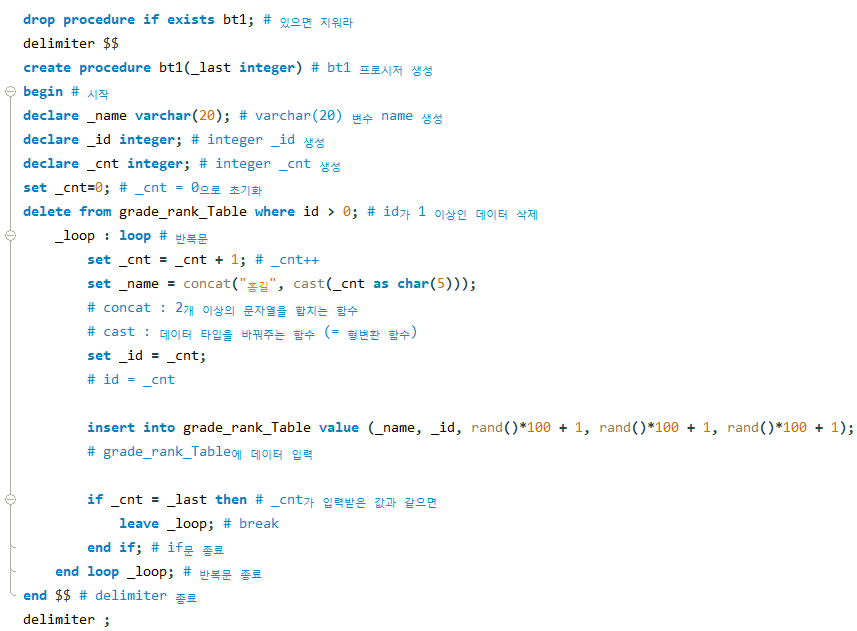 drop procedure if exists bt1; # 있으면 지워라
delimiter $$
create procedure bt1(_last integer) # bt1 프로시저 생성
begin # 시작
declare _name varchar(20); # varchar(20) 변수 name 생성
declare _id integer; # integer _id 생성
declare _cnt integer; # integer _cnt 생성
set _cnt=0; # _cnt = 0으로 초기화
delete from grade_rank_Table where id > 0; # id가 1 이상인 데이터 삭제
_loop : loop # 반복문
set _cnt = _cnt + 1; # _cnt++
set _name = concat("홍길", cast(_cnt as char(5)));
# concat : 2개 이상의 문자열을 합치는 함수
# cast : 데이터 타입을 바꿔주는 함수 (= 형변환 함수)
set _id = _cnt;
# id = _cnt
insert into grade_rank_Table value (_name, _id, rand()*100 + 1, rand()*100 + 1, rand()*100 + 1);
# grade_rank_Table에 데이터 입력
if _cnt = _last then # _cnt가 입력받은 값과 같으면
leave _loop; # break
end if; # if문 종료
end loop _loop; # 반복문 종료
end $$ # delimiter 종료
delimiter ;